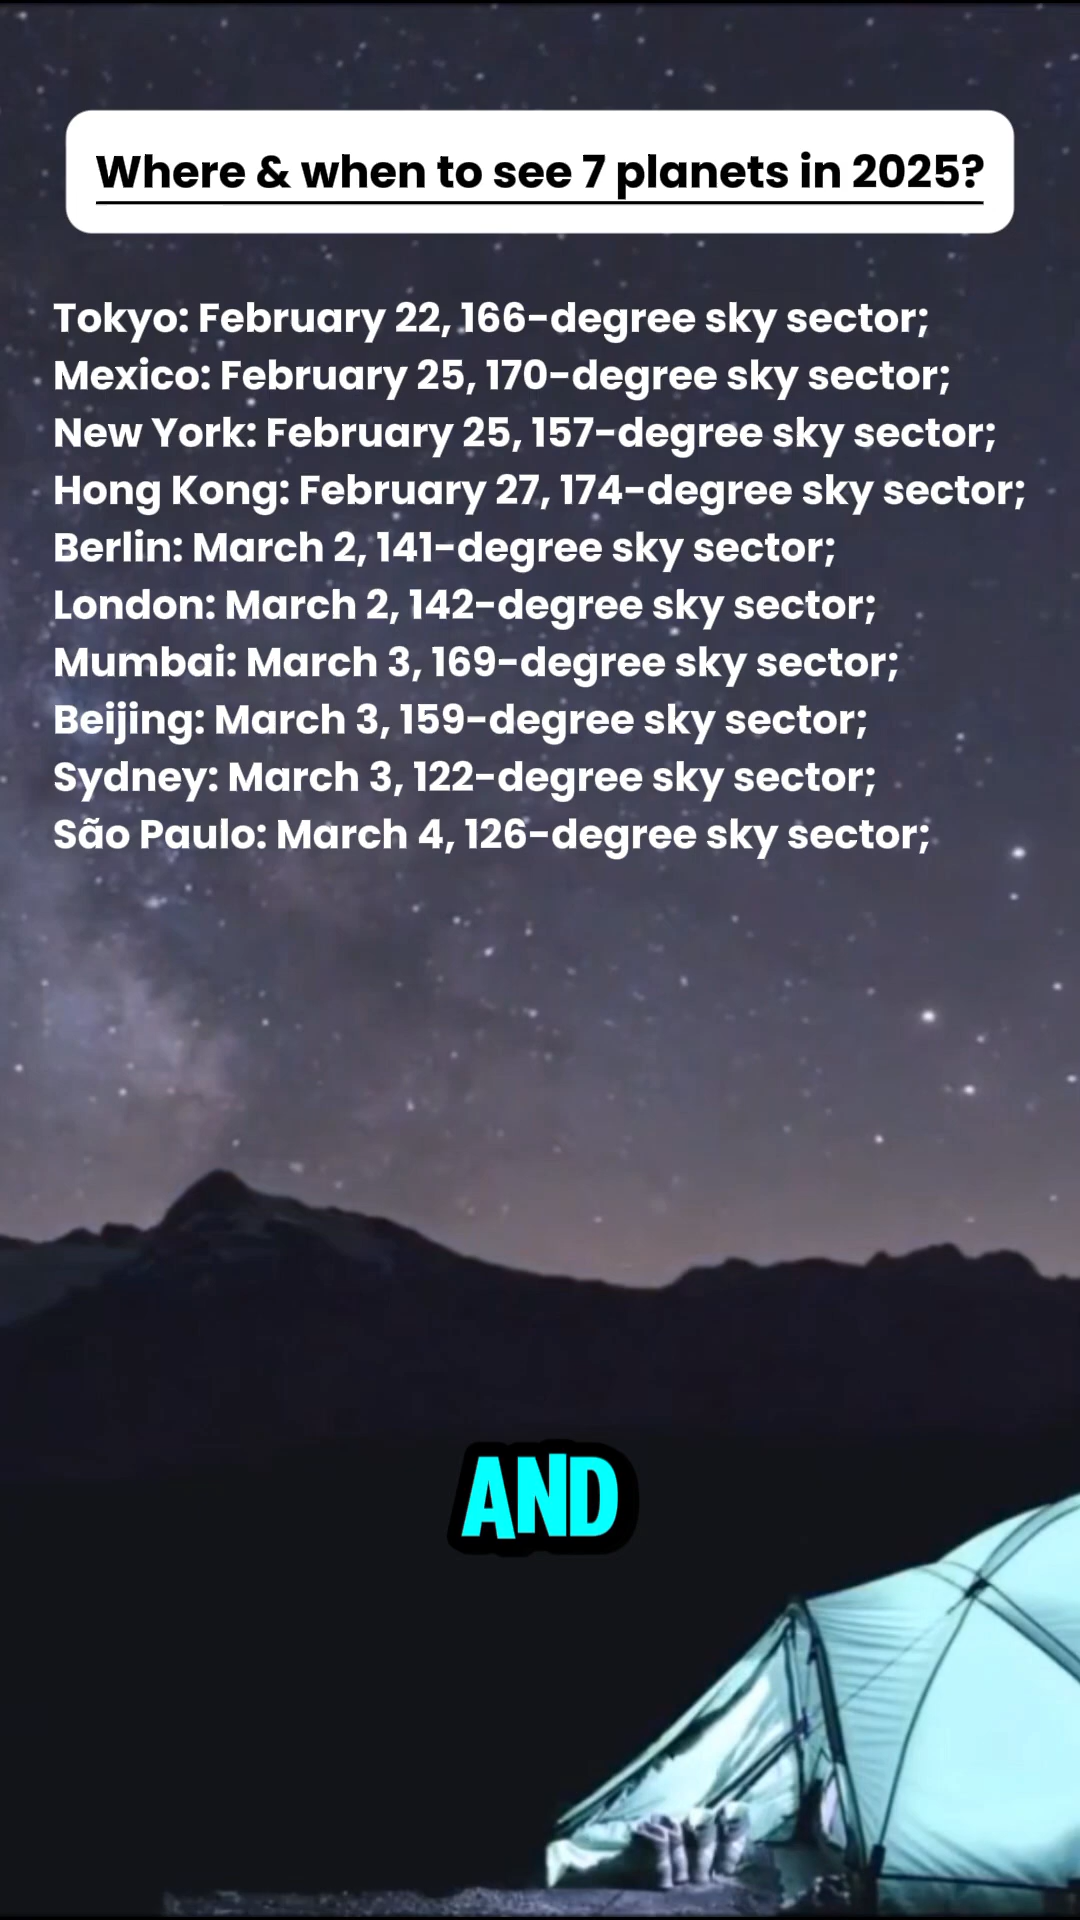 Where & when to see 7 planets in 2025?
Tokyo: February 22, 166-degree sky sector;
Mexico: February 25, 170-degree sky sector;
New York: February 25, 157-degree sky sector;
Hong Kong: February 27, 174-degree sky sector;
Berlin: March 2, 141-degree sky sector;
London: March 2, 142-degree sky sector;
Mumbai: March 3, 169-degree sky sector;
Beijing: March 3, 159-degree sky sector;
Sydney: March 3, 122-degree sky sector;
São Paulo: March 4, 126-degree sky sector;
AND